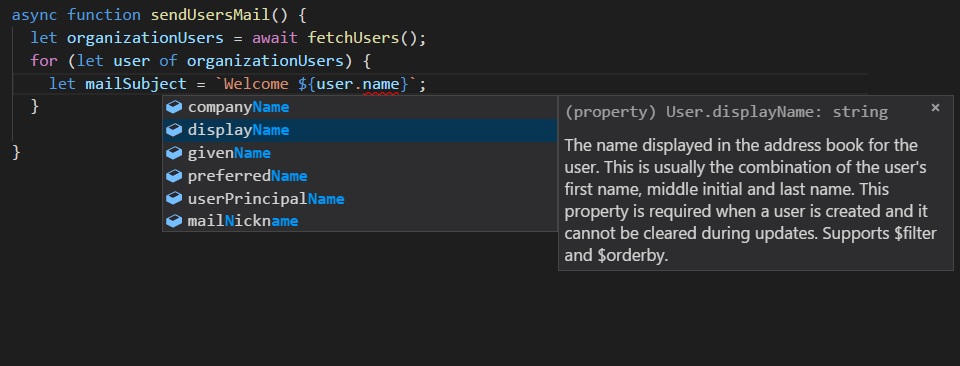 async function sendUsersMail() {
let organizationUsers = await fetchUsers();
for (let user of organizationUsers) {
let mailSubject = `Welcome ${user.name}`;
}
}
companyName
displayName
givenName
preferredName
userPrincipalName
mailNickname
(property) User.displayName: string
The name displayed in the address book for the
user. This is usually the combination of the user's
first name, middle initial and last name. This
property is required when a user is created and it
cannot be cleared during updates. Supports $filter
and $orderby.